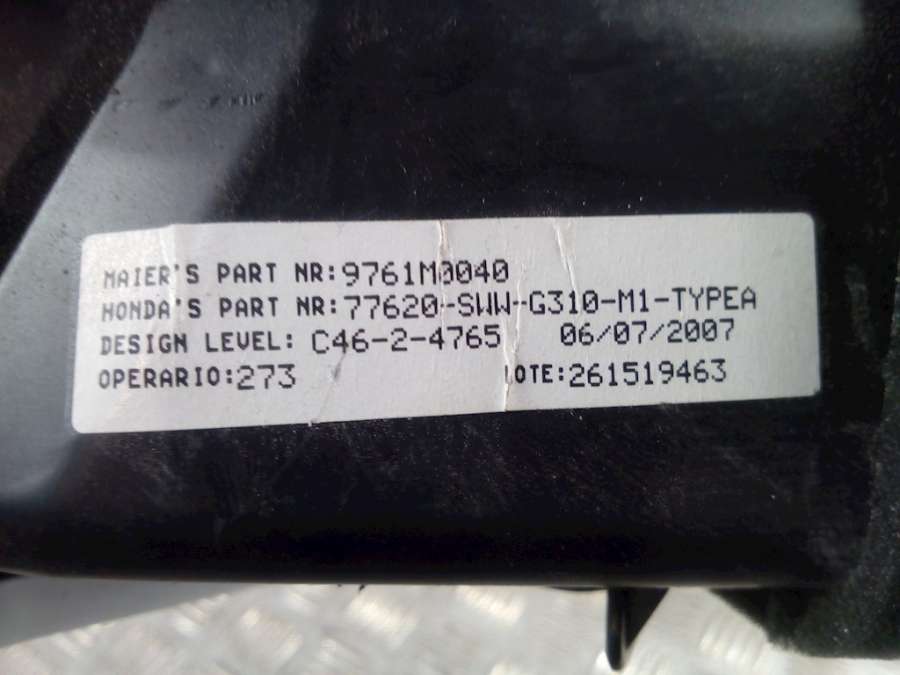 MAIER'S PART NR:9761M0040
HONDA'S PART NR:77620-SWW-G310-M1-TYPEA
DESIGN LEVEL: C46-2-4765 06/07/2007
OPERARIO:273 LOTE:261519463